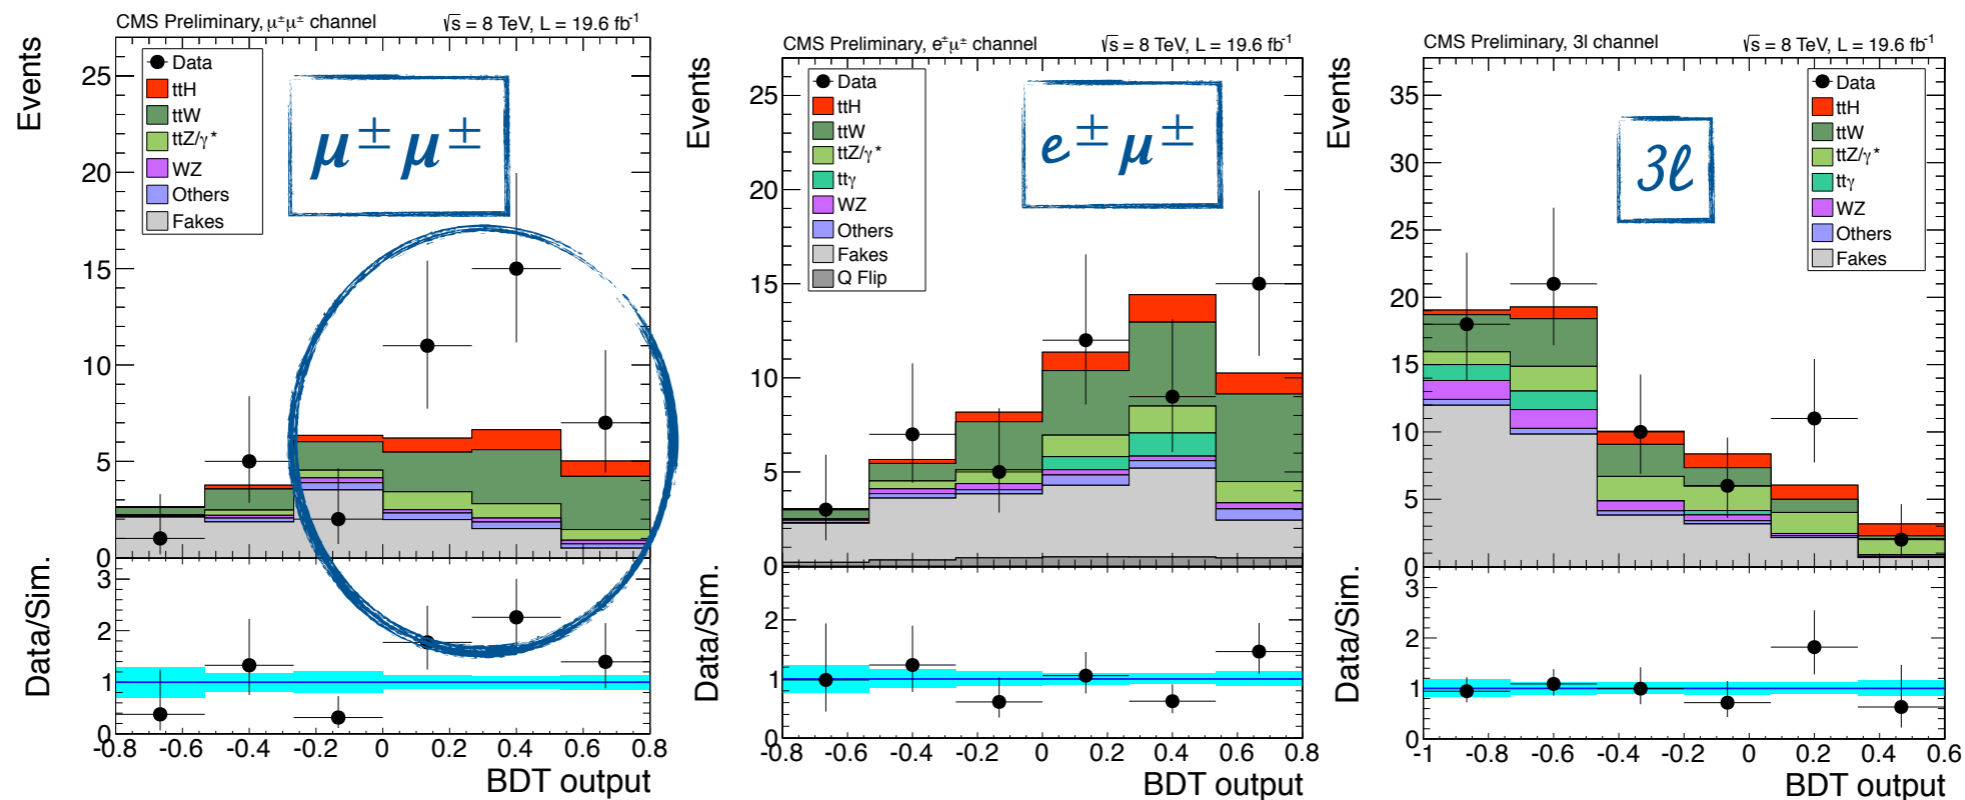 CMS Preliminary, μ±μ± channel
√s = 8 TeV, L = 19.6 fb-1
Events
25
20
15
10
5
0
Data
ttH
ttW
ttZ/γ*
WZ
Others
Fakes
μ±μ±
Data/Sim.
3
2
1
0
-0.8 -0.6 -0.4 -0.2 0 0.2 0.4 0.6 0.8
BDT output
CMS Preliminary, e±μ± channel
√s = 8 TeV, L = 19.6 fb-1
Events
25
20
15
10
5
0
Data
ttH
ttW
ttZ/γ*
ttγ
WZ
Others
Fakes
Q Flip
e±μ±
Data/Sim.
2
1
0
-0.8 -0.6 -0.4 -0.2 0 0.2 0.4 0.6 0.8
BDT output
CMS Preliminary, 3l channel
√s = 8 TeV, L = 19.6 fb-1
Events
35
30
25
20
15
10
5
0
Data
ttH
ttW
ttZ/γ*
ttγ
WZ
Others
Fakes
3ℓ
Data/Sim.
3
2
1
0
-1 -0.8 -0.6 -0.4 -0.2 0 0.2 0.4 0.6
BDT output